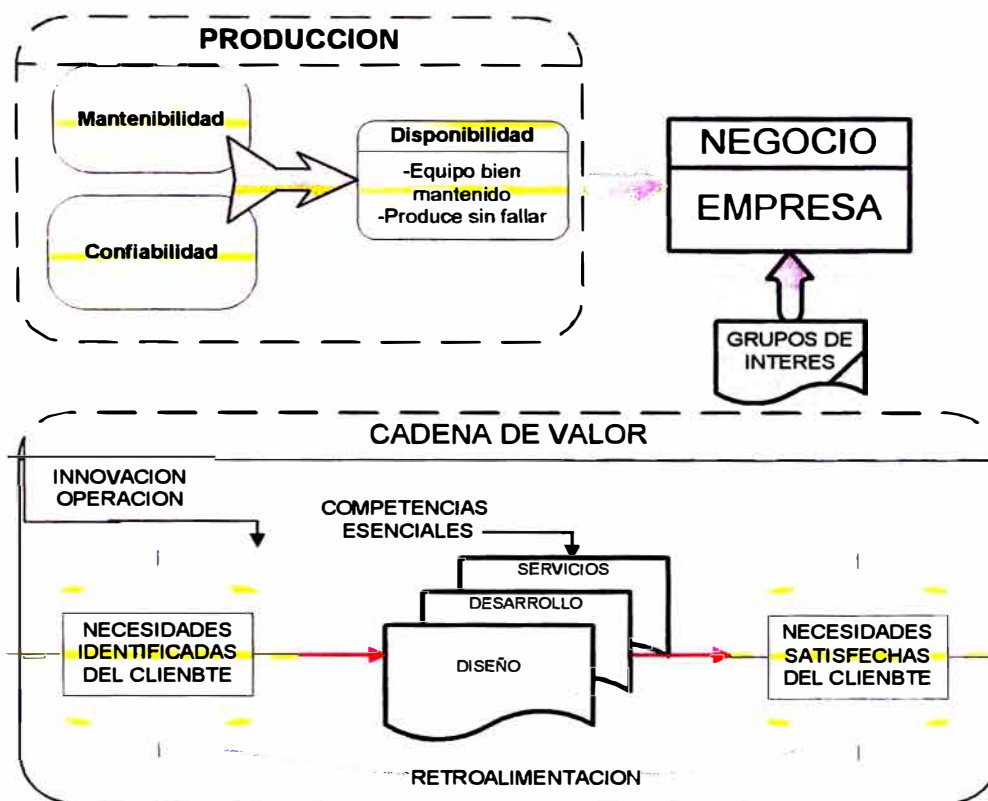 PRODUCCION
Mantenibilidad
Confiabilidad
Disponibilidad
-Equipo bien
mantenido
-Produce sin fallar
NEGOCIO
EMPRESA
GRUPOS DE
INTERES
CADENA DE VALOR
INNOVACION
OPERACION
COMPETENCIAS
ESENCIALES
SERVICIOS
DESARROLLO
DISEÑO
NECESIDADES
IDENTIFICADAS
DEL CLIENBTE
NECESIDADES
SATISFECHAS
DEL CLIENBTE
RETROALIMENTACION